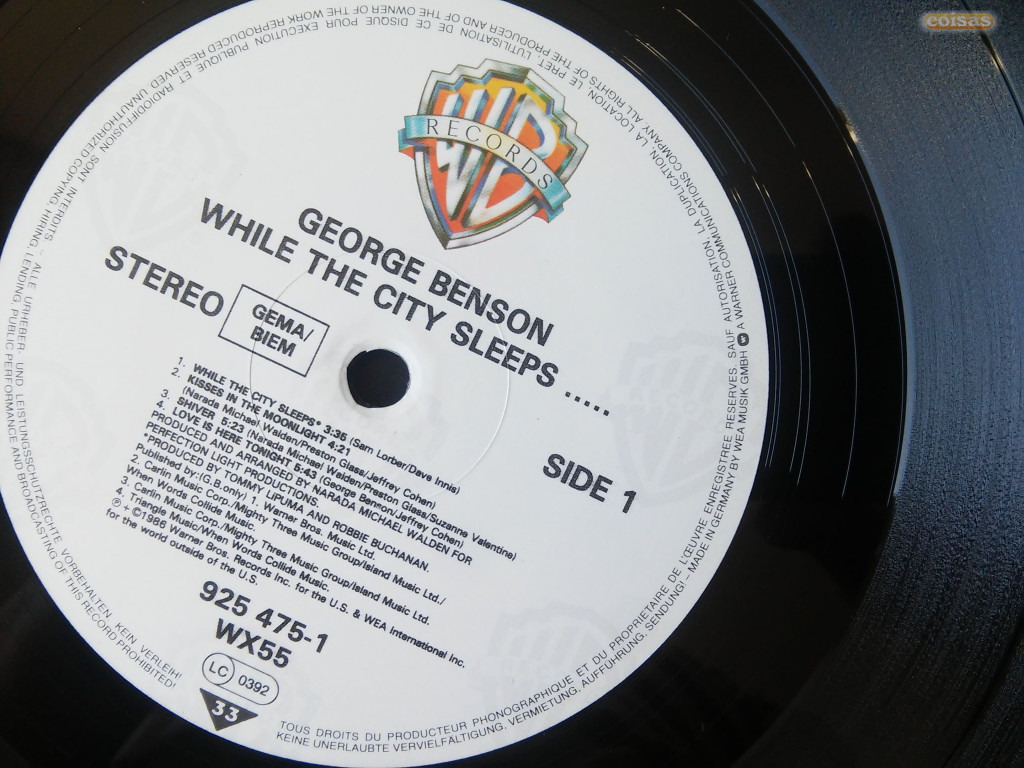 coisas
RECORDS
GEORGE BENSON
WHILE THE CITY SLEEPS .....
STEREO
GEMA/
BIEM
SIDE 1
1. WHILE THE CITY SLEEPS* 3:35 (Sam Lorber/Dave Innis)
2. KISSES IN THE MOONLIGHT 4:21
(Narada Michael Walden/Preston Glass/Jeffrey Cohen)
3. SHIVER 5:23 (Narada Michael Walden/Preston Glass/Suzanne Valentine)
4. LOVE IS HERE TONIGHT 5:43 (George Benson/Jeffrey Cohen)
PRODUCED AND ARRANGED BY NARADA MICHAEL WALDEN FOR
PERFECTION LIGHT PRODUCTIONS.
*PRODUCED BY TOMMY LIPUMA AND ROBBIE BUCHANAN.
Published by:(G.B.only) 1. Warner Bros. Music Ltd.
2. Carlin Music Corp./Mighty Three Music Group/Island Music Ltd./
When Words Collide Music.
3. Carlin Music Corp./Mighty Three Music Group/Island Music Ltd.
4. Triangle Music/When Words Collide Music.
℗ + ©1986 Warner Bros. Records Inc. for the U.S. & WEA International Inc.
for the world outside of the U.S.
925 475-1
WX55
LC 0392
33
TOUS DROITS DU PRODUCTEUR PHONOGRAPHIQUE ET DU PROPRIETAIRE DE L'ŒUVRE ENREGISTREE RESERVES. SAUF AUTORISATION, LA DUPLICATION, LA LOCATION, LE PRET, L'UTILISATION DE CE DISQUE POUR EXECUTION PUBLIQUE ET RADIODIFFUSION SONT INTERDITS – ALLE URHEBER- UND LEISTUNGSSCHUTZRECHTE VORBEHALTEN. KEIN VERLEIH!
KEINE UNERLAUBTE VERVIELFÄLTIGUNG, VERMIETUNG, AUFFÜHRUNG, SENDUNG! – MADE IN GERMANY BY WEA MUSIK GMBH A WARNER COMMUNICATIONS COMPANY. ALL RIGHTS OF THE PRODUCER AND OF THE OWNER OF THE WORK REPRODUCED RESERVED. UNAUTHORIZED COPYING, HIRING, LENDING, PUBLIC PERFORMANCE AND BROADCASTING OF THIS RECORD PROHIBITED!